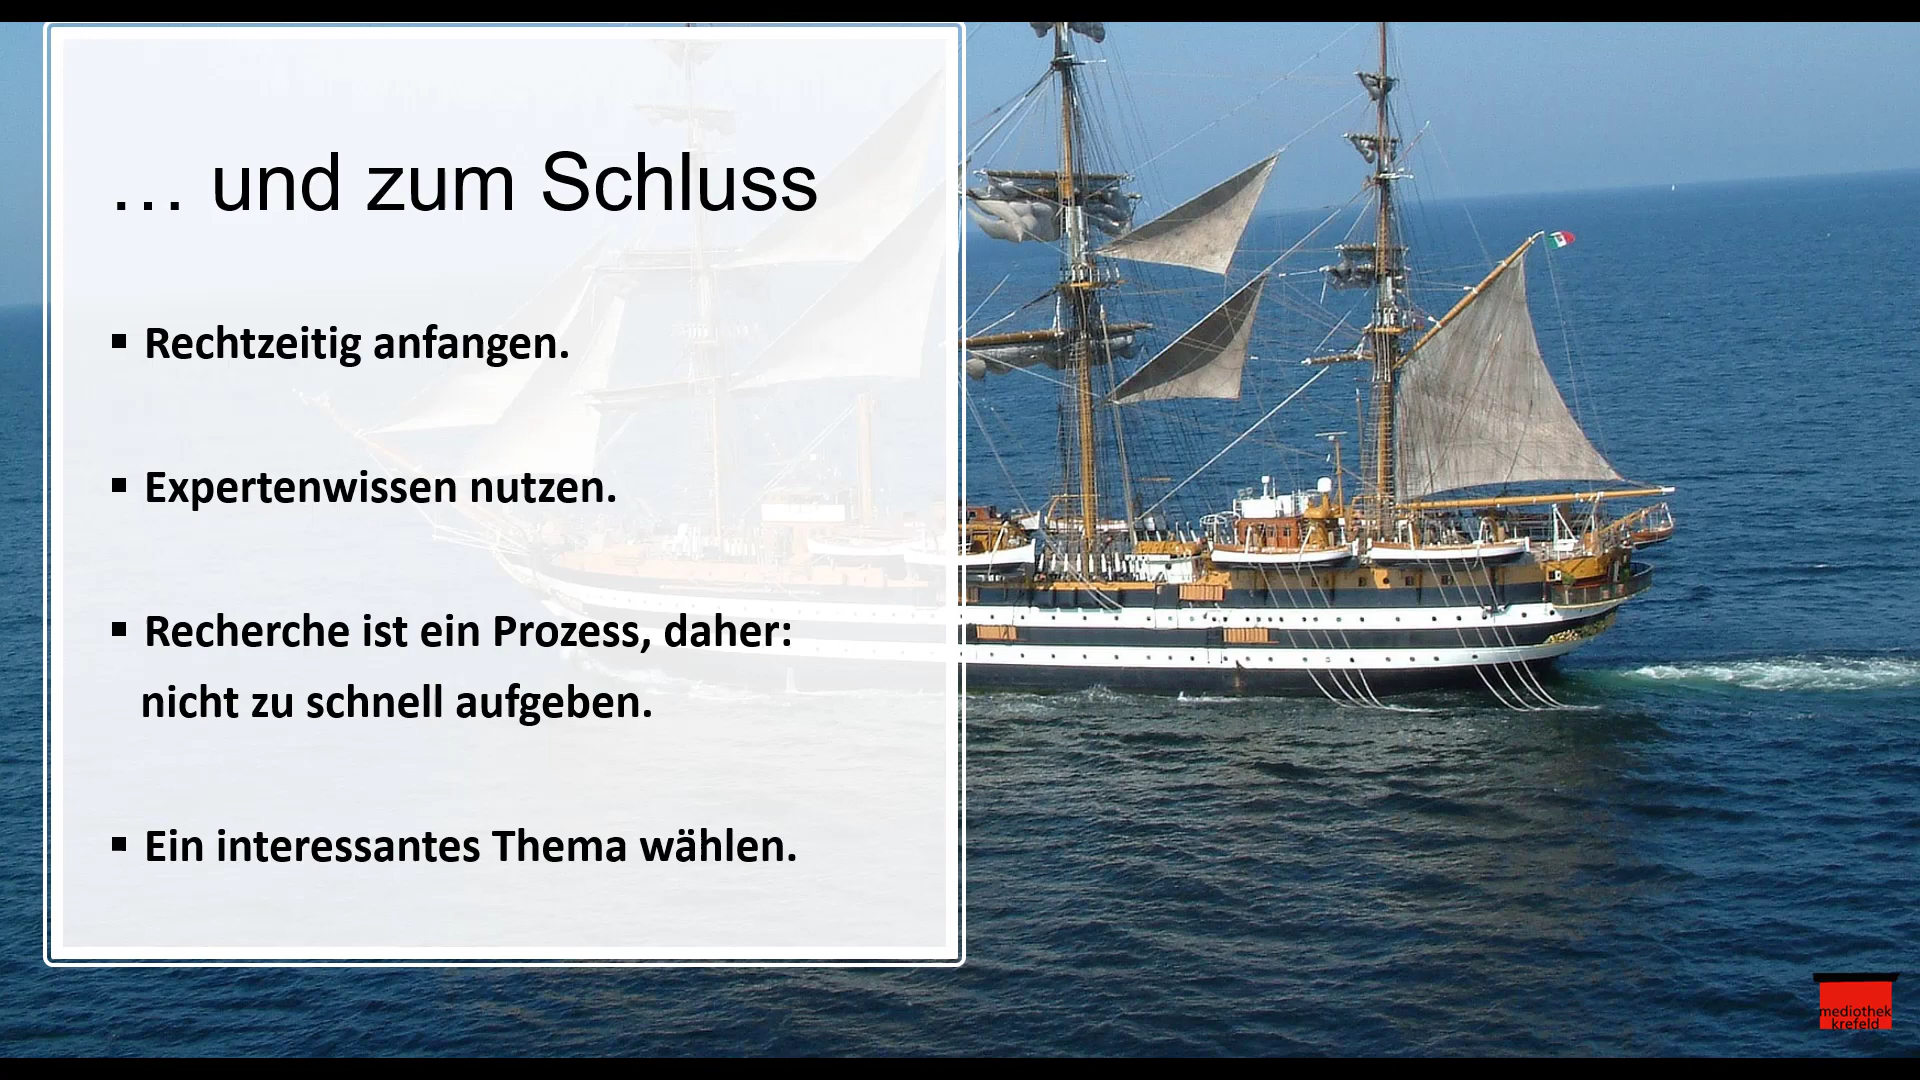 … und zum Schluss
▪ Rechtzeitig anfangen.
▪ Expertenwissen nutzen.
▪ Recherche ist ein Prozess, daher:
nicht zu schnell aufgeben.
▪ Ein interessantes Thema wählen.
mediothek
krefeld